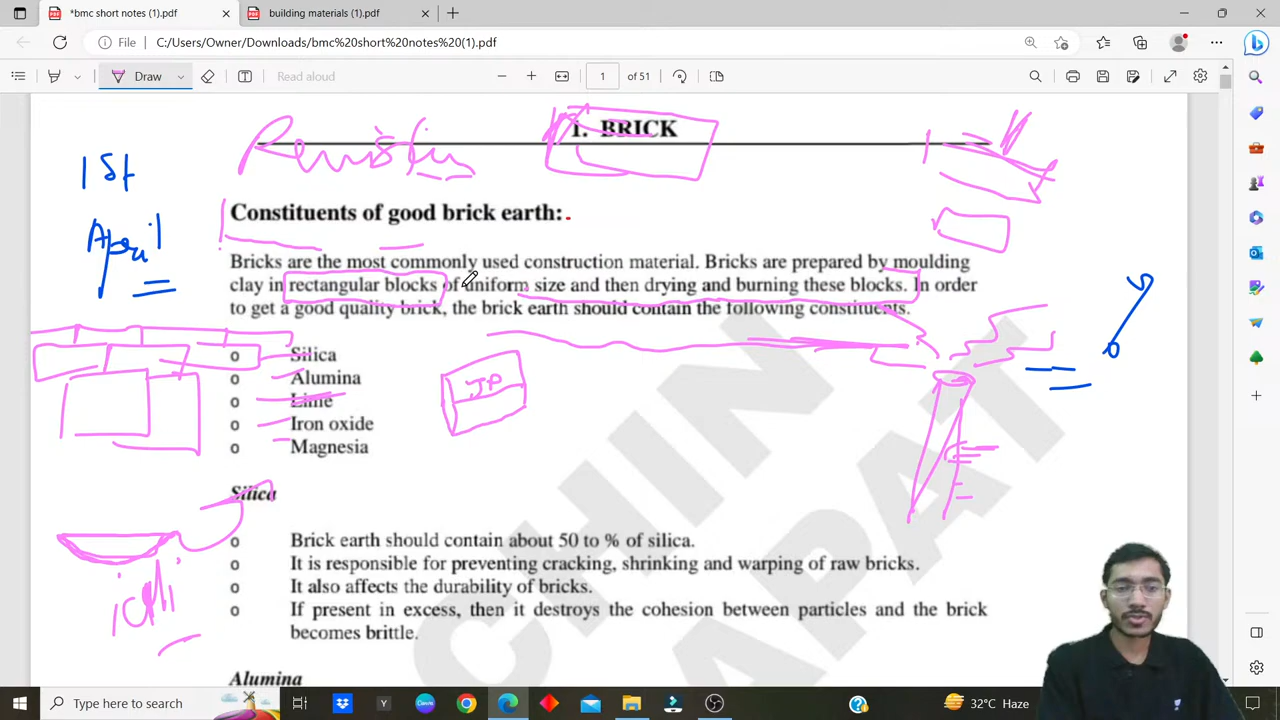 *bmc short notes (1).pdf
building materials (1).pdf
File
C:/Users/Owner/Downloads/bmc%20short%20notes%20(1).pdf
Draw
Read aloud
1 of 51
1. BRICK
1 St
April
Constituents of good brick earth:
Bricks are the most commonly used construction material. Bricks are prepared by moulding
clay in rectangular blocks of uniform size and then drying and burning these blocks. In order
to get a good quality brick, the brick earth should contain the following constituents.
o Silica
o Alumina
o Lime
o Iron oxide
o Magnesia
JP
Silica
o Brick earth should contain about 50 to % of silica.
o It is responsible for preventing cracking, shrinking and warping of raw bricks.
o It also affects the durability of bricks.
o If present in excess, then it destroys the cohesion between particles and the brick
becomes brittle.
Alumina
CHIN
APAT
Type here to search
32°C Haze